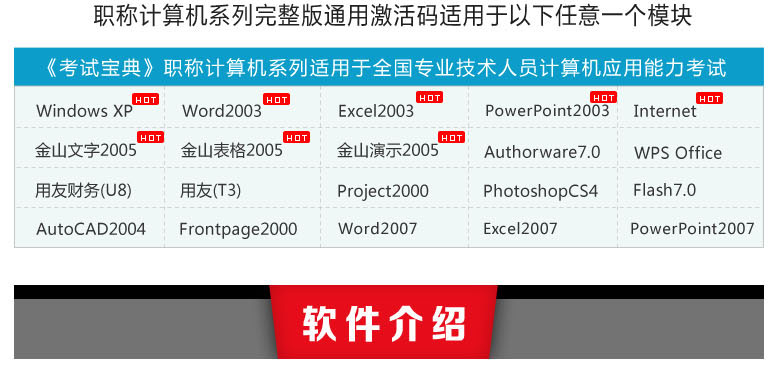 职称计算机系列完整版通用激活码适用于以下任意一个模块
《考试宝典》职称计算机系列适用于全国专业技术人员计算机应用能力考试
Windows XP HOT Word2003 HOT Excel2003 HOT PowerPoint2003 HOT Internet HOT
金山文字2005 HOT 金山表格2005 HOT 金山演示2005 HOT Authorware7.0 WPS Office
用友财务(U8) 用友(T3) Project2000 PhotoshopCS4 Flash7.0
AutoCAD2004 Frontpage2000 Word2007 Excel2007 PowerPoint2007
软件介绍